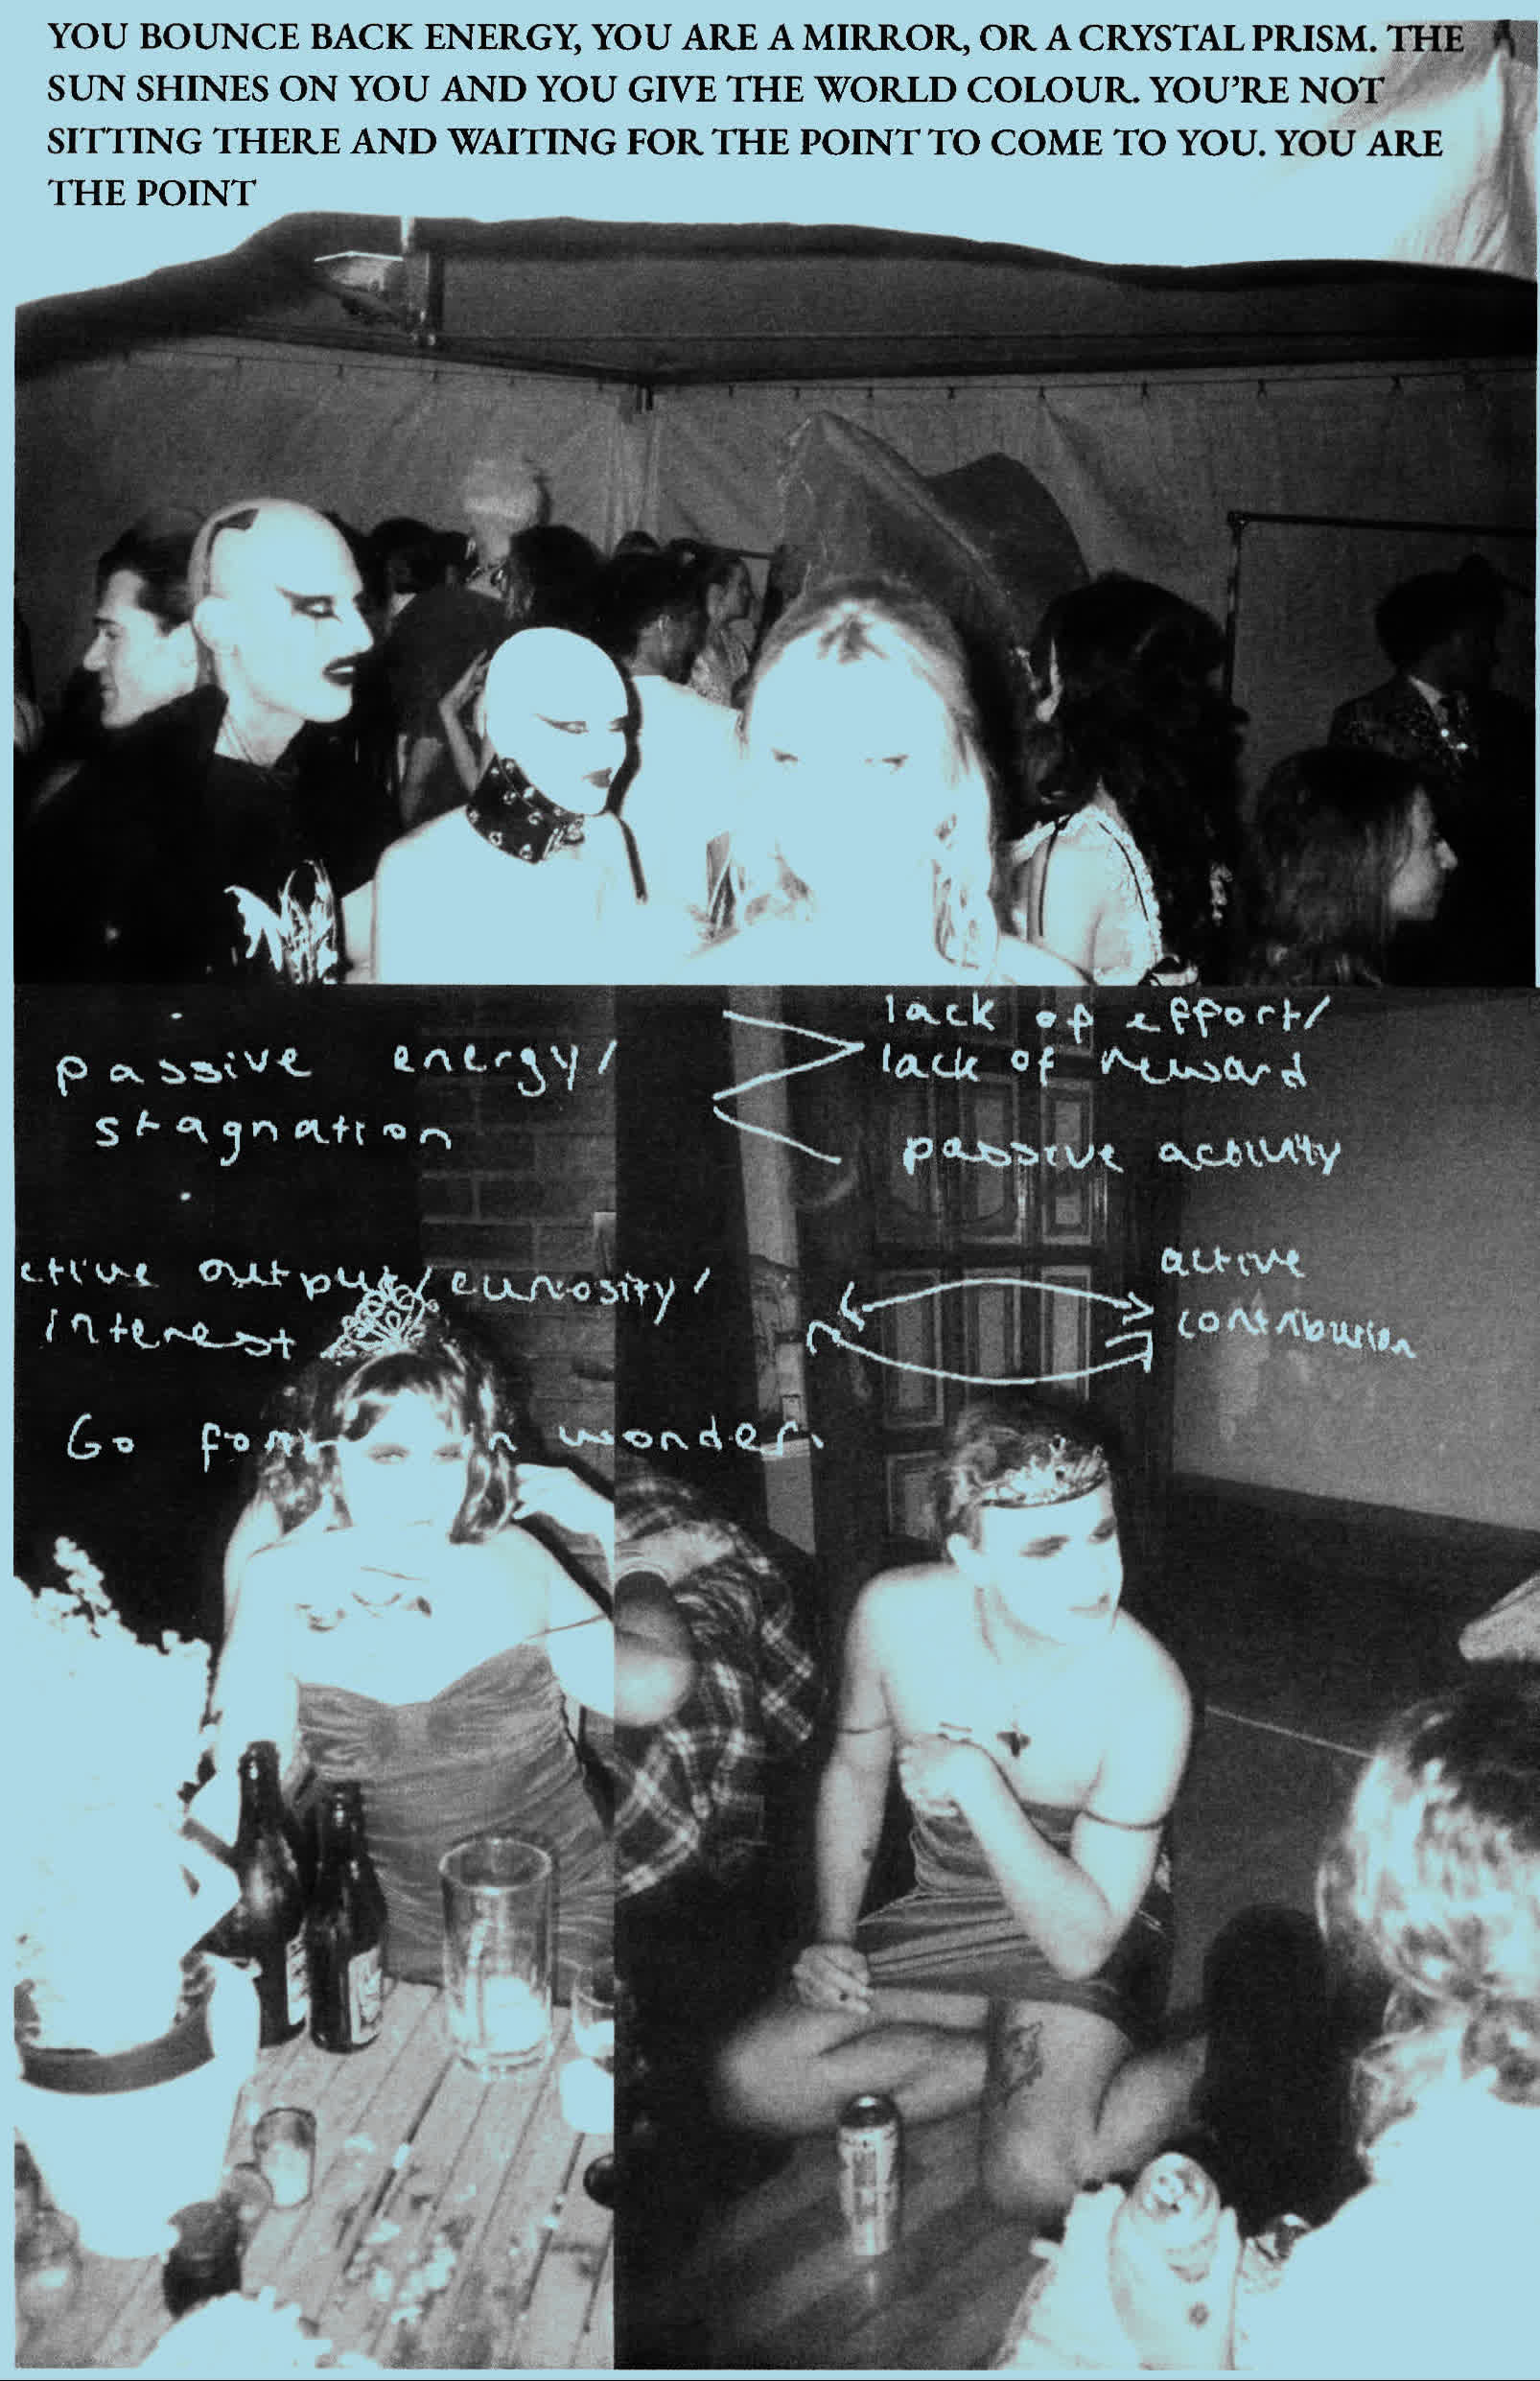 YOU BOUNCE BACK ENERGY, YOU ARE A MIRROR, OR A CRYSTAL PRISM. THE
SUN SHINES ON YOU AND YOU GIVE THE WORLD COLOUR. YOU'RE NOT
SITTING THERE AND WAITING FOR THE POINT TO COME TO YOU. YOU ARE
THE POINT
passive energy/
stagnation
lack of effort/
lack of reward
passive activity
ctive output/curiosity/
interest
active
contribution
Go wonder.